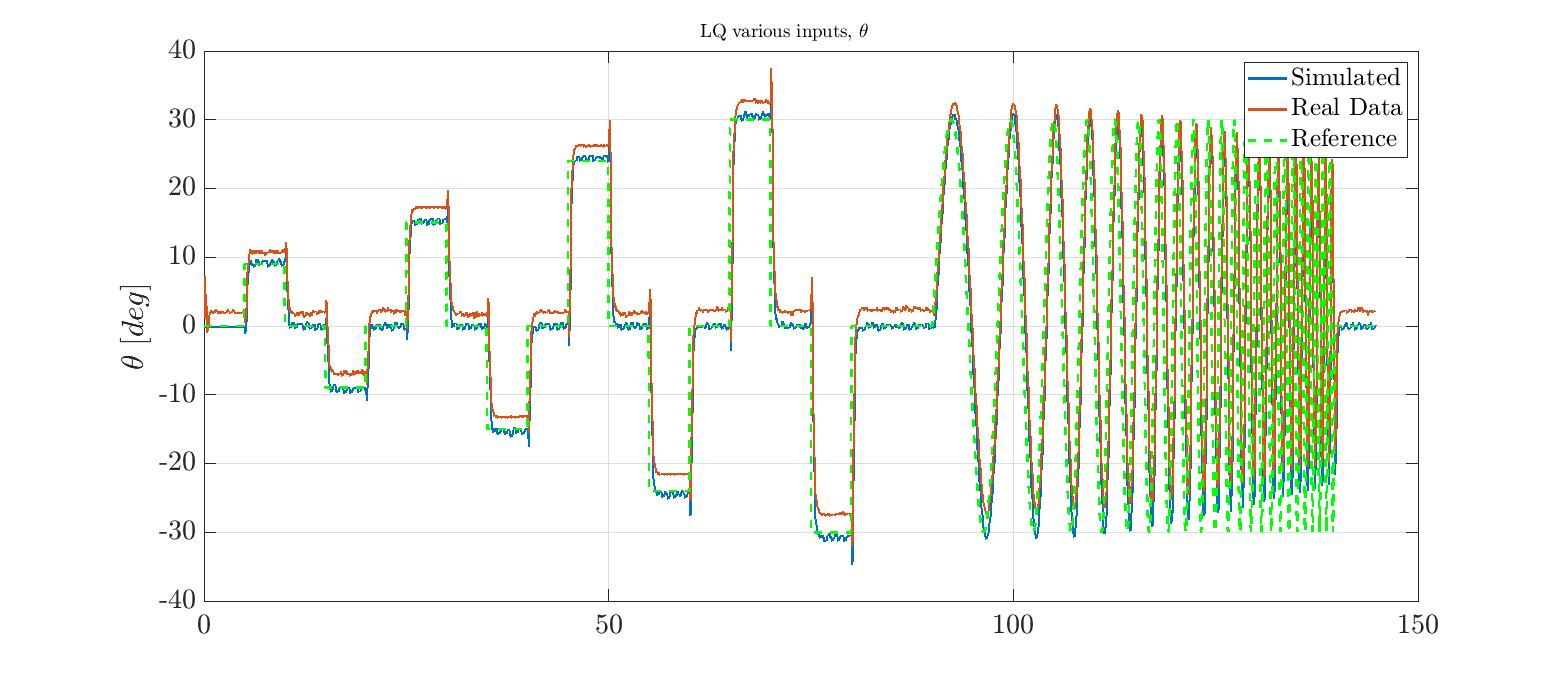 LQ various inputs, θ
Simulated
Real Data
Reference
40
30
20
10
0
-10
-20
-30
-40
θ [deg]
0 50 100 150